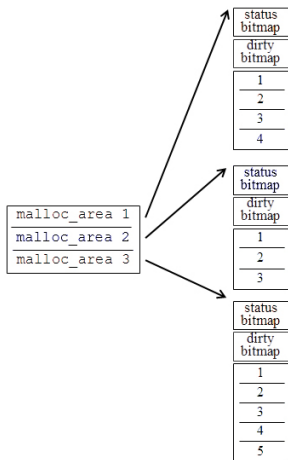 status
bitmap
dirty
bitmap
1
2
3
4
malloc_area 1
malloc_area 2
malloc_area 3
status
bitmap
dirty
bitmap
1
2
3
status
bitmap
dirty
bitmap
1
2
3
4
5